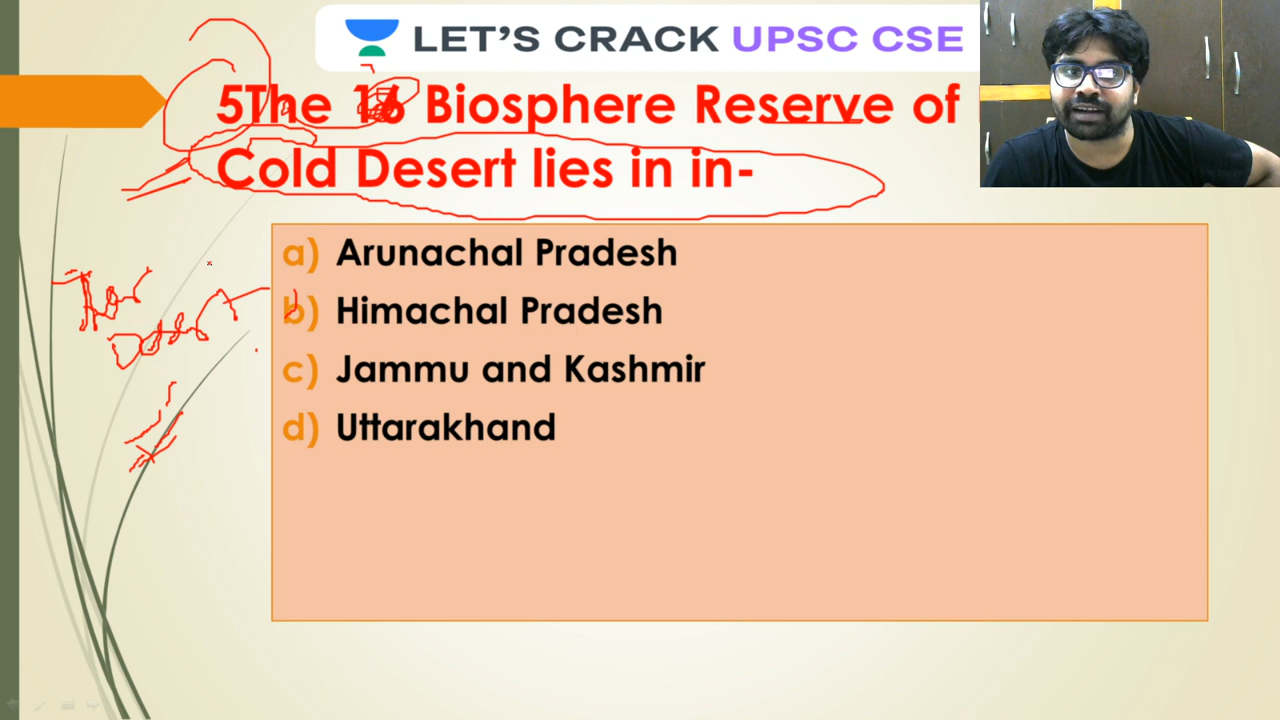 LET'S CRACK UPSC CSE
5The 16 Biosphere Reserve of
Cold Desert lies in in-
a) Arunachal Pradesh
b) Himachal Pradesh
c) Jammu and Kashmir
d) Uttarakhand